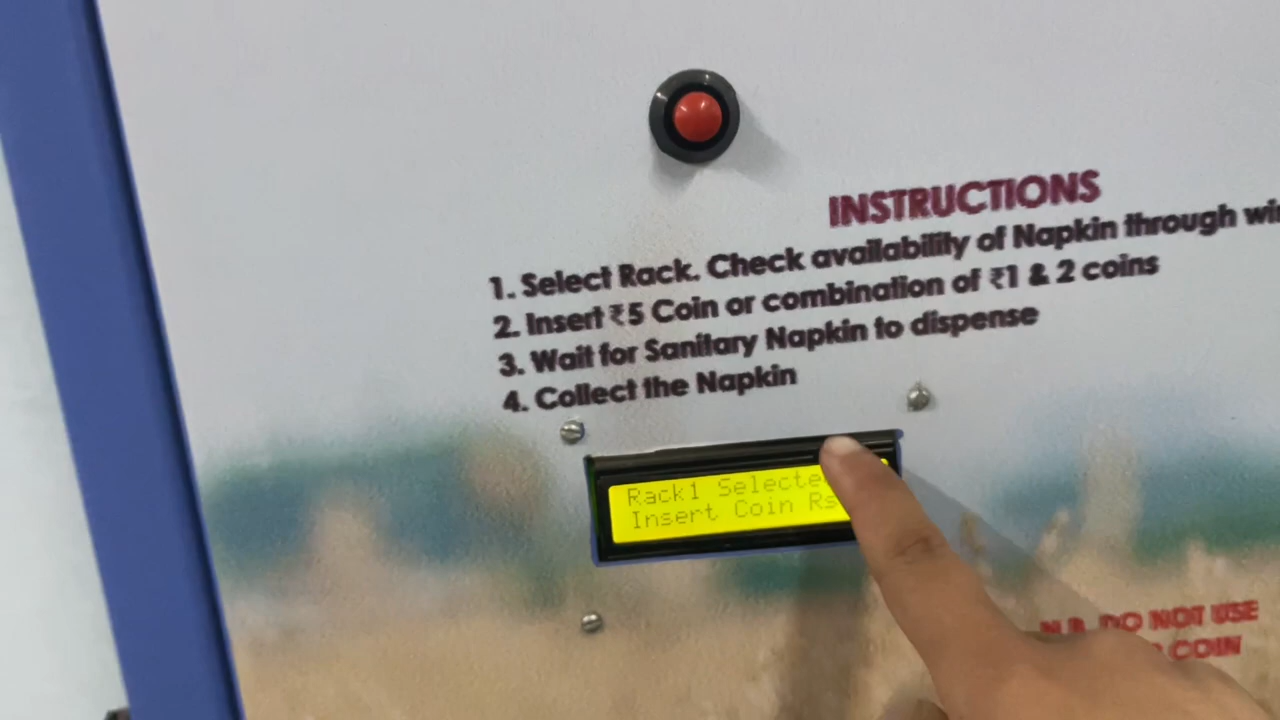 INSTRUCTIONS
1. Select Rack. Check availability of Napkin through
2. Insert ₹5 Coin or combination of ₹1 & 2 coins
3. Wait for Sanitary Napkin to dispense
4. Collect the Napkin
Rack1 Selected
Insert Coin Rs
N.B. DO NOT USE
COIN